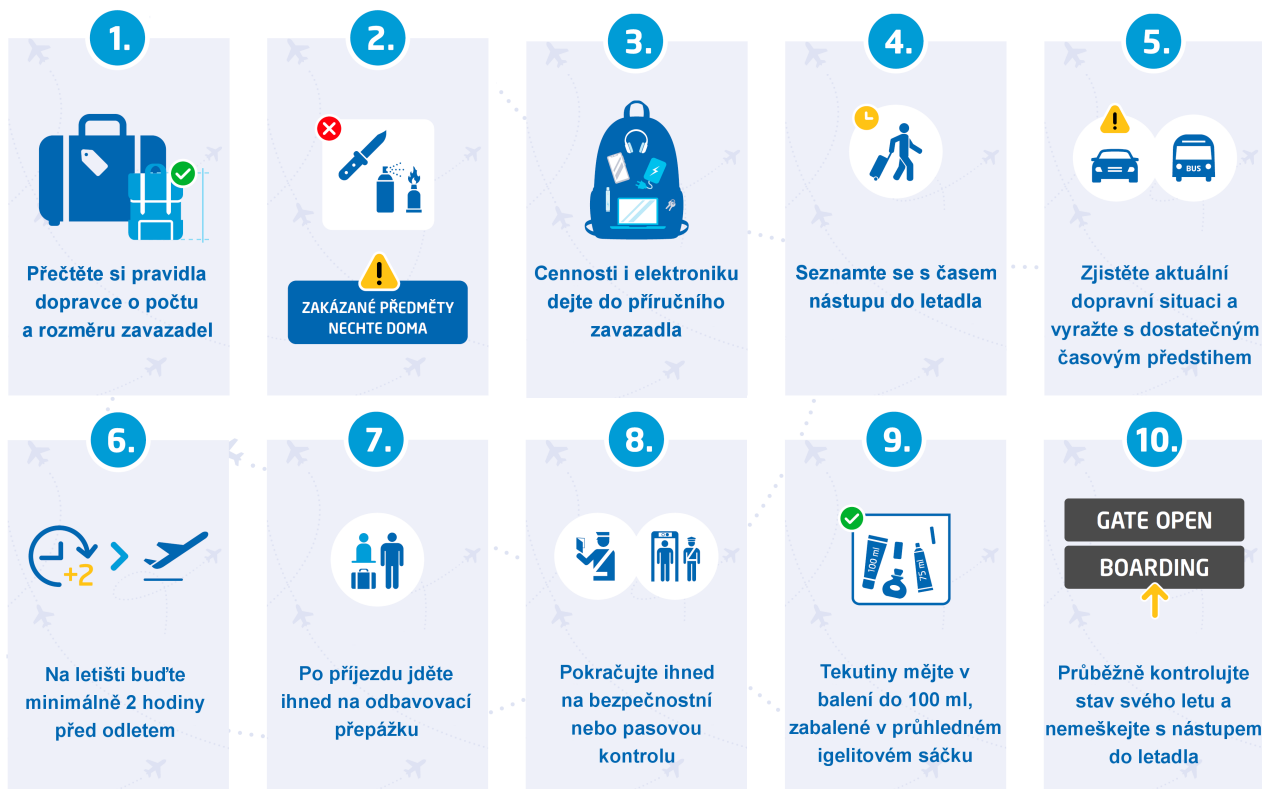 1.
Přečtěte si pravidla
dopravce o počtu
a rozměru zavazadel
2.
ZAKÁZANÉ PŘEDMĚTY
NECHTE DOMA
3.
Cennosti i elektroniku
dejte do příručního
zavazadla
4.
Seznamte se s časem
nástupu do letadla
5.
BUS
Zjistěte aktuální
dopravní situaci a
vyražte s dostatečným
časovým předstihem
6.
+2
Na letišti buďte
minimálně 2 hodiny
před odletem
7.
Po příjezdu jděte
ihned na odbavovací
přepážku
8.
Pokračujte ihned
na bezpečnostní
nebo pasovou
kontrolu
9.
100 ml
75 ml
Tekutiny mějte v
balení do 100 ml,
zabalené v průhledném
igelitovém sáčku
10.
GATE OPEN
BOARDING
Průběžně kontrolujte
stav svého letu a
nemeškejte s nástupem
do letadla